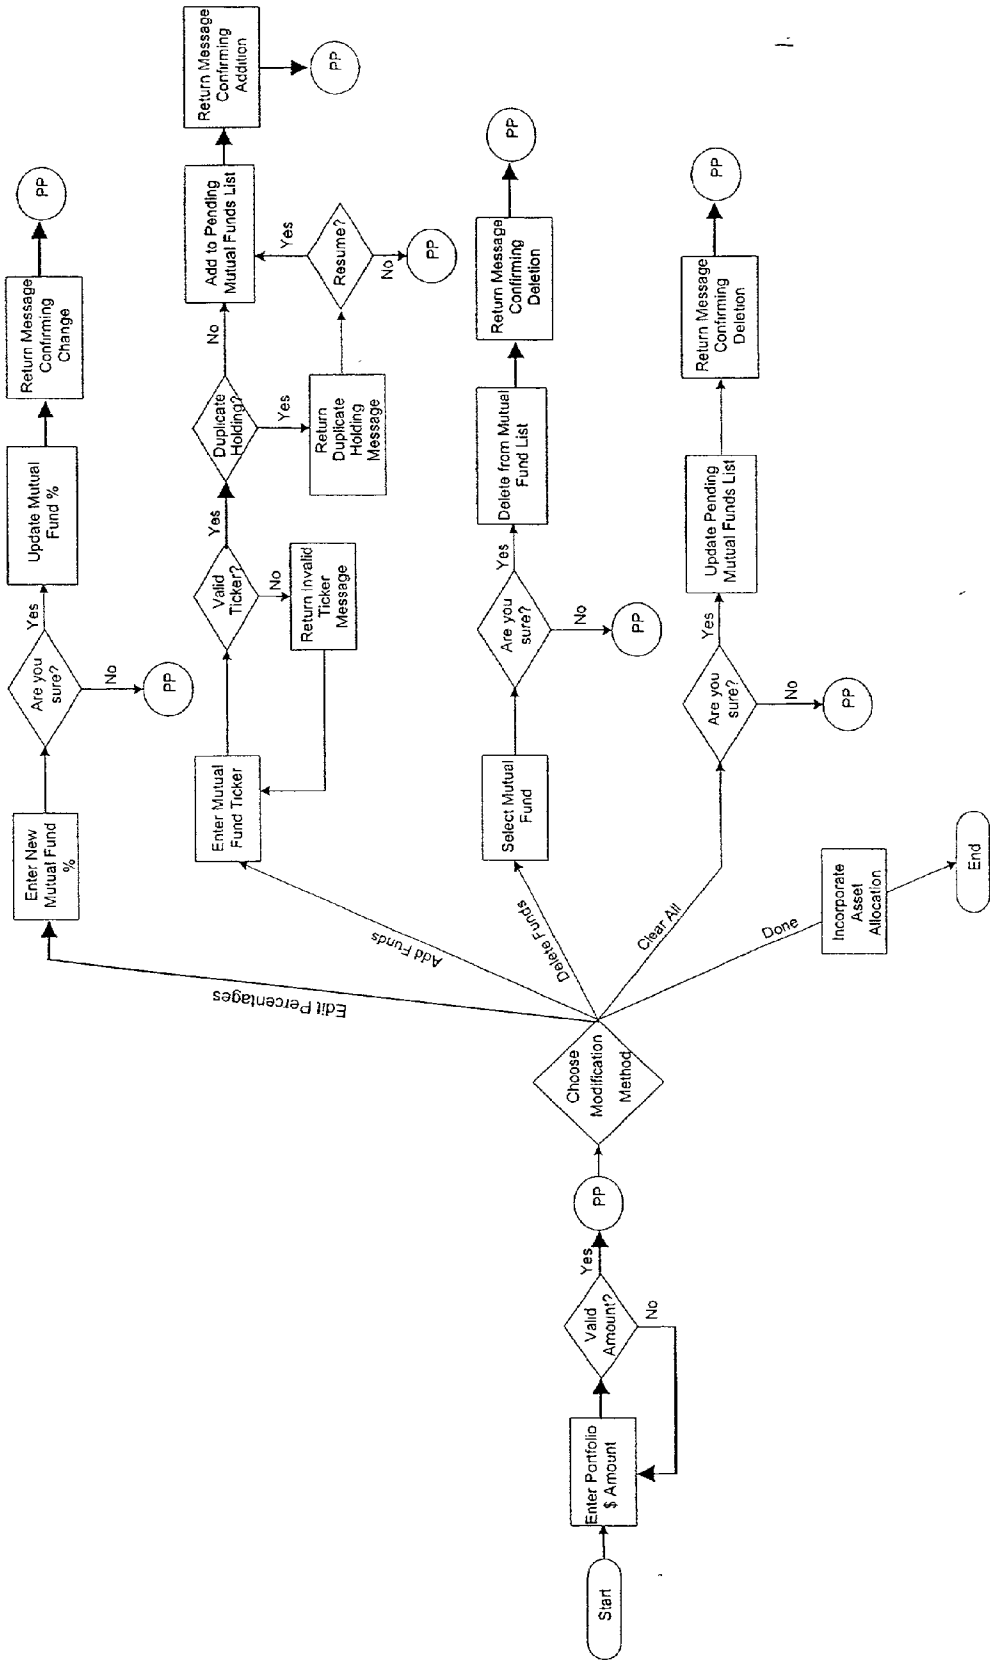 Start
Enter Portfolio
$ Amount
Valid
Amount?
Yes
No
PP
Choose
Modification
Method
Edit Percentages
Enter New
Mutual Fund
%
Are you
sure?
Yes
No
PP
Update Mutual
Fund %
Return Message
Confirming
Change
PP
Add Funds
Enter Mutual
Fund Ticker
Valid
Ticker?
Yes
No
Return Invalid
Ticker
Message
Duplicate
Holding?
No
Yes
Return
Duplicate
Holding
Message
Resume?
Yes
No
PP
Add to Pending
Mutual Funds List
Return Message
Confirming
Addition
PP
Delete Funds
Select Mutual
Fund
Are you
sure?
Yes
No
PP
Delete from Mutual
Fund List
Return Message
Confirming
Deletion
PP
Clear All
Are you
sure?
Yes
No
PP
Update Pending
Mutual Funds List
Return Message
Confirming
Deletion
PP
Done
Incorporate
Asset
Allocation
End